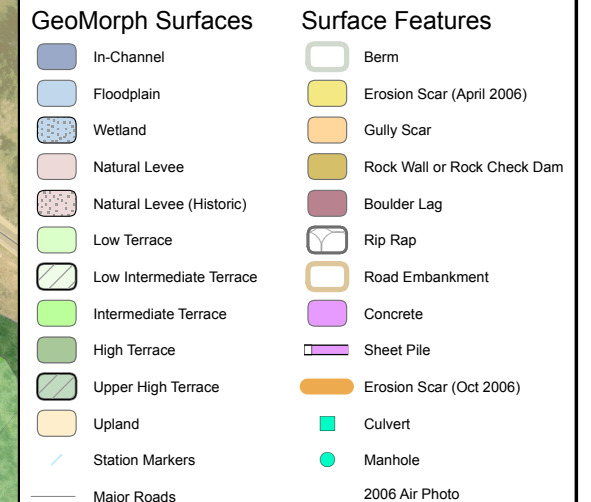 GeoMorph Surfaces
In-Channel
Floodplain
Wetland
Natural Levee
Natural Levee (Historic)
Low Terrace
Low Intermediate Terrace
Intermediate Terrace
High Terrace
Upper High Terrace
Upland
Station Markers
Major Roads
Surface Features
Berm
Erosion Scar (April 2006)
Gully Scar
Rock Wall or Rock Check Dam
Boulder Lag
Rip Rap
Road Embankment
Concrete
Sheet Pile
Erosion Scar (Oct 2006)
Culvert
Manhole
2006 Air Photo